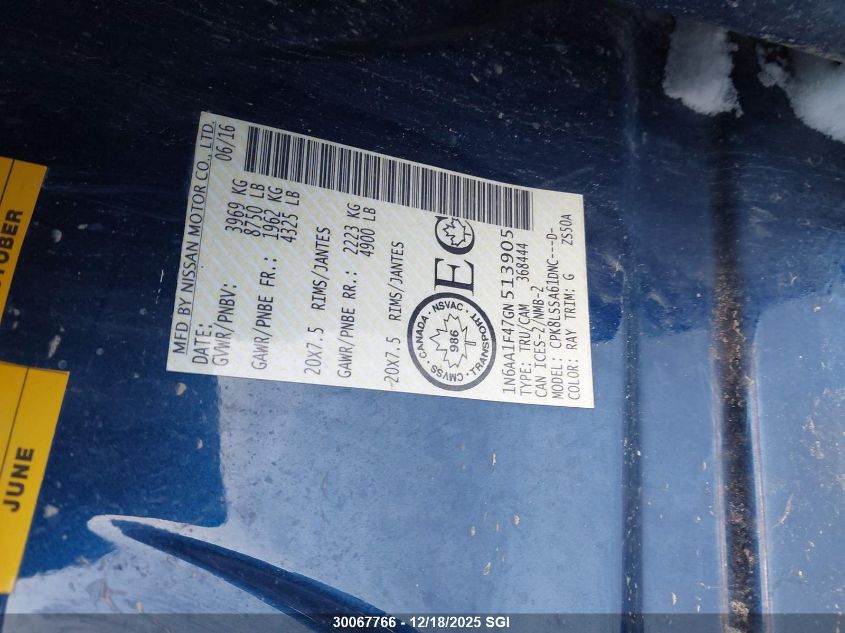 MFD BY NISSAN MOTOR CO., LTD.
DATE: 06/16
GVWR/PNBV: 3969 KG
8750 LB
GAWR/PNBE FR.: 1962 KG
4325 LB
20X7.5 RIMS/JANTES
GAWR/PNBE RR.: 2223 KG
4900 LB
20X7.5 RIMS/JANTES
CANADA · NSVAC · TRANSPORT · CMVSS ·
986
EC
1N6AA1F47GN513905
TYPE: TRU/CAM 368444
CAN ICES-2/NMB-2
MODEL: CPK8LSSA61DNC---D-
COLOR: RAY TRIM: G ZS50A
JUNE
30067766 - 12/18/2025 SGI